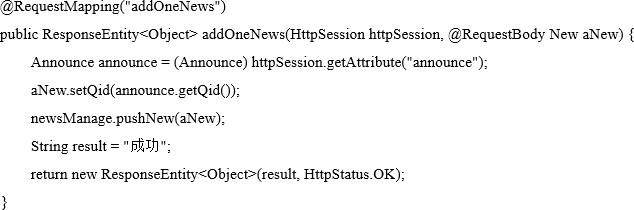 @RequestMapping("addOneNews")
public ResponseEntity<Object> addOneNews(HttpSession httpSession, @RequestBody New aNew) {
Announce announce = (Announce) httpSession.getAttribute("announce");
aNew.setQid(announce.getQid());
newsManage.pushNew(aNew);
String result = "成功";
return new ResponseEntity<Object>(result, HttpStatus.OK);
}